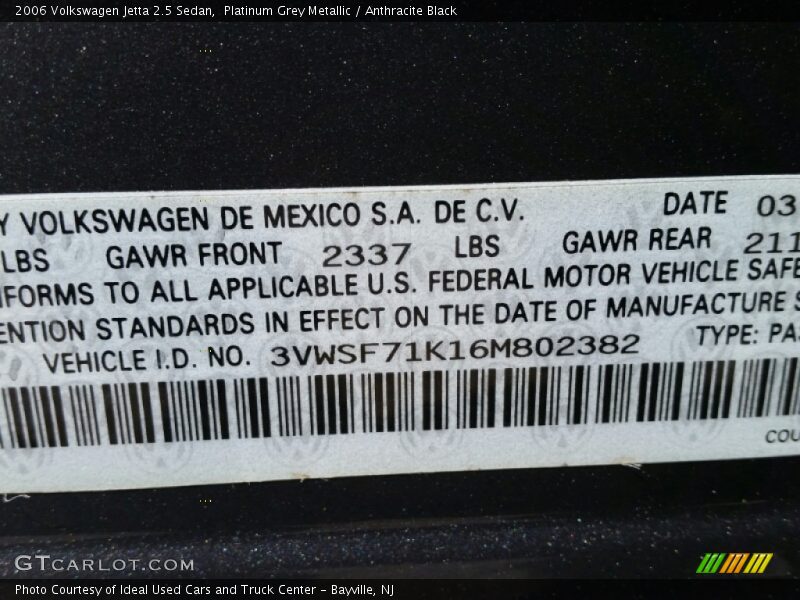 2006 Volkswagen Jetta 2.5 Sedan, Platinum Grey Metallic / Anthracite Black
Y VOLKSWAGEN DE MEXICO S.A. DE C.V. DATE 03
LBS GAWR FRONT 2337 LBS GAWR REAR 211
IFORMS TO ALL APPLICABLE U.S. FEDERAL MOTOR VEHICLE SAFE
ENTION STANDARDS IN EFFECT ON THE DATE OF MANUFACTURE S
VEHICLE I.D. NO. 3VWSF71K16M802382 TYPE: PAS
COU
GTCARLOT.COM
Photo Courtesy of Ideal Used Cars and Truck Center – Bayville, NJ